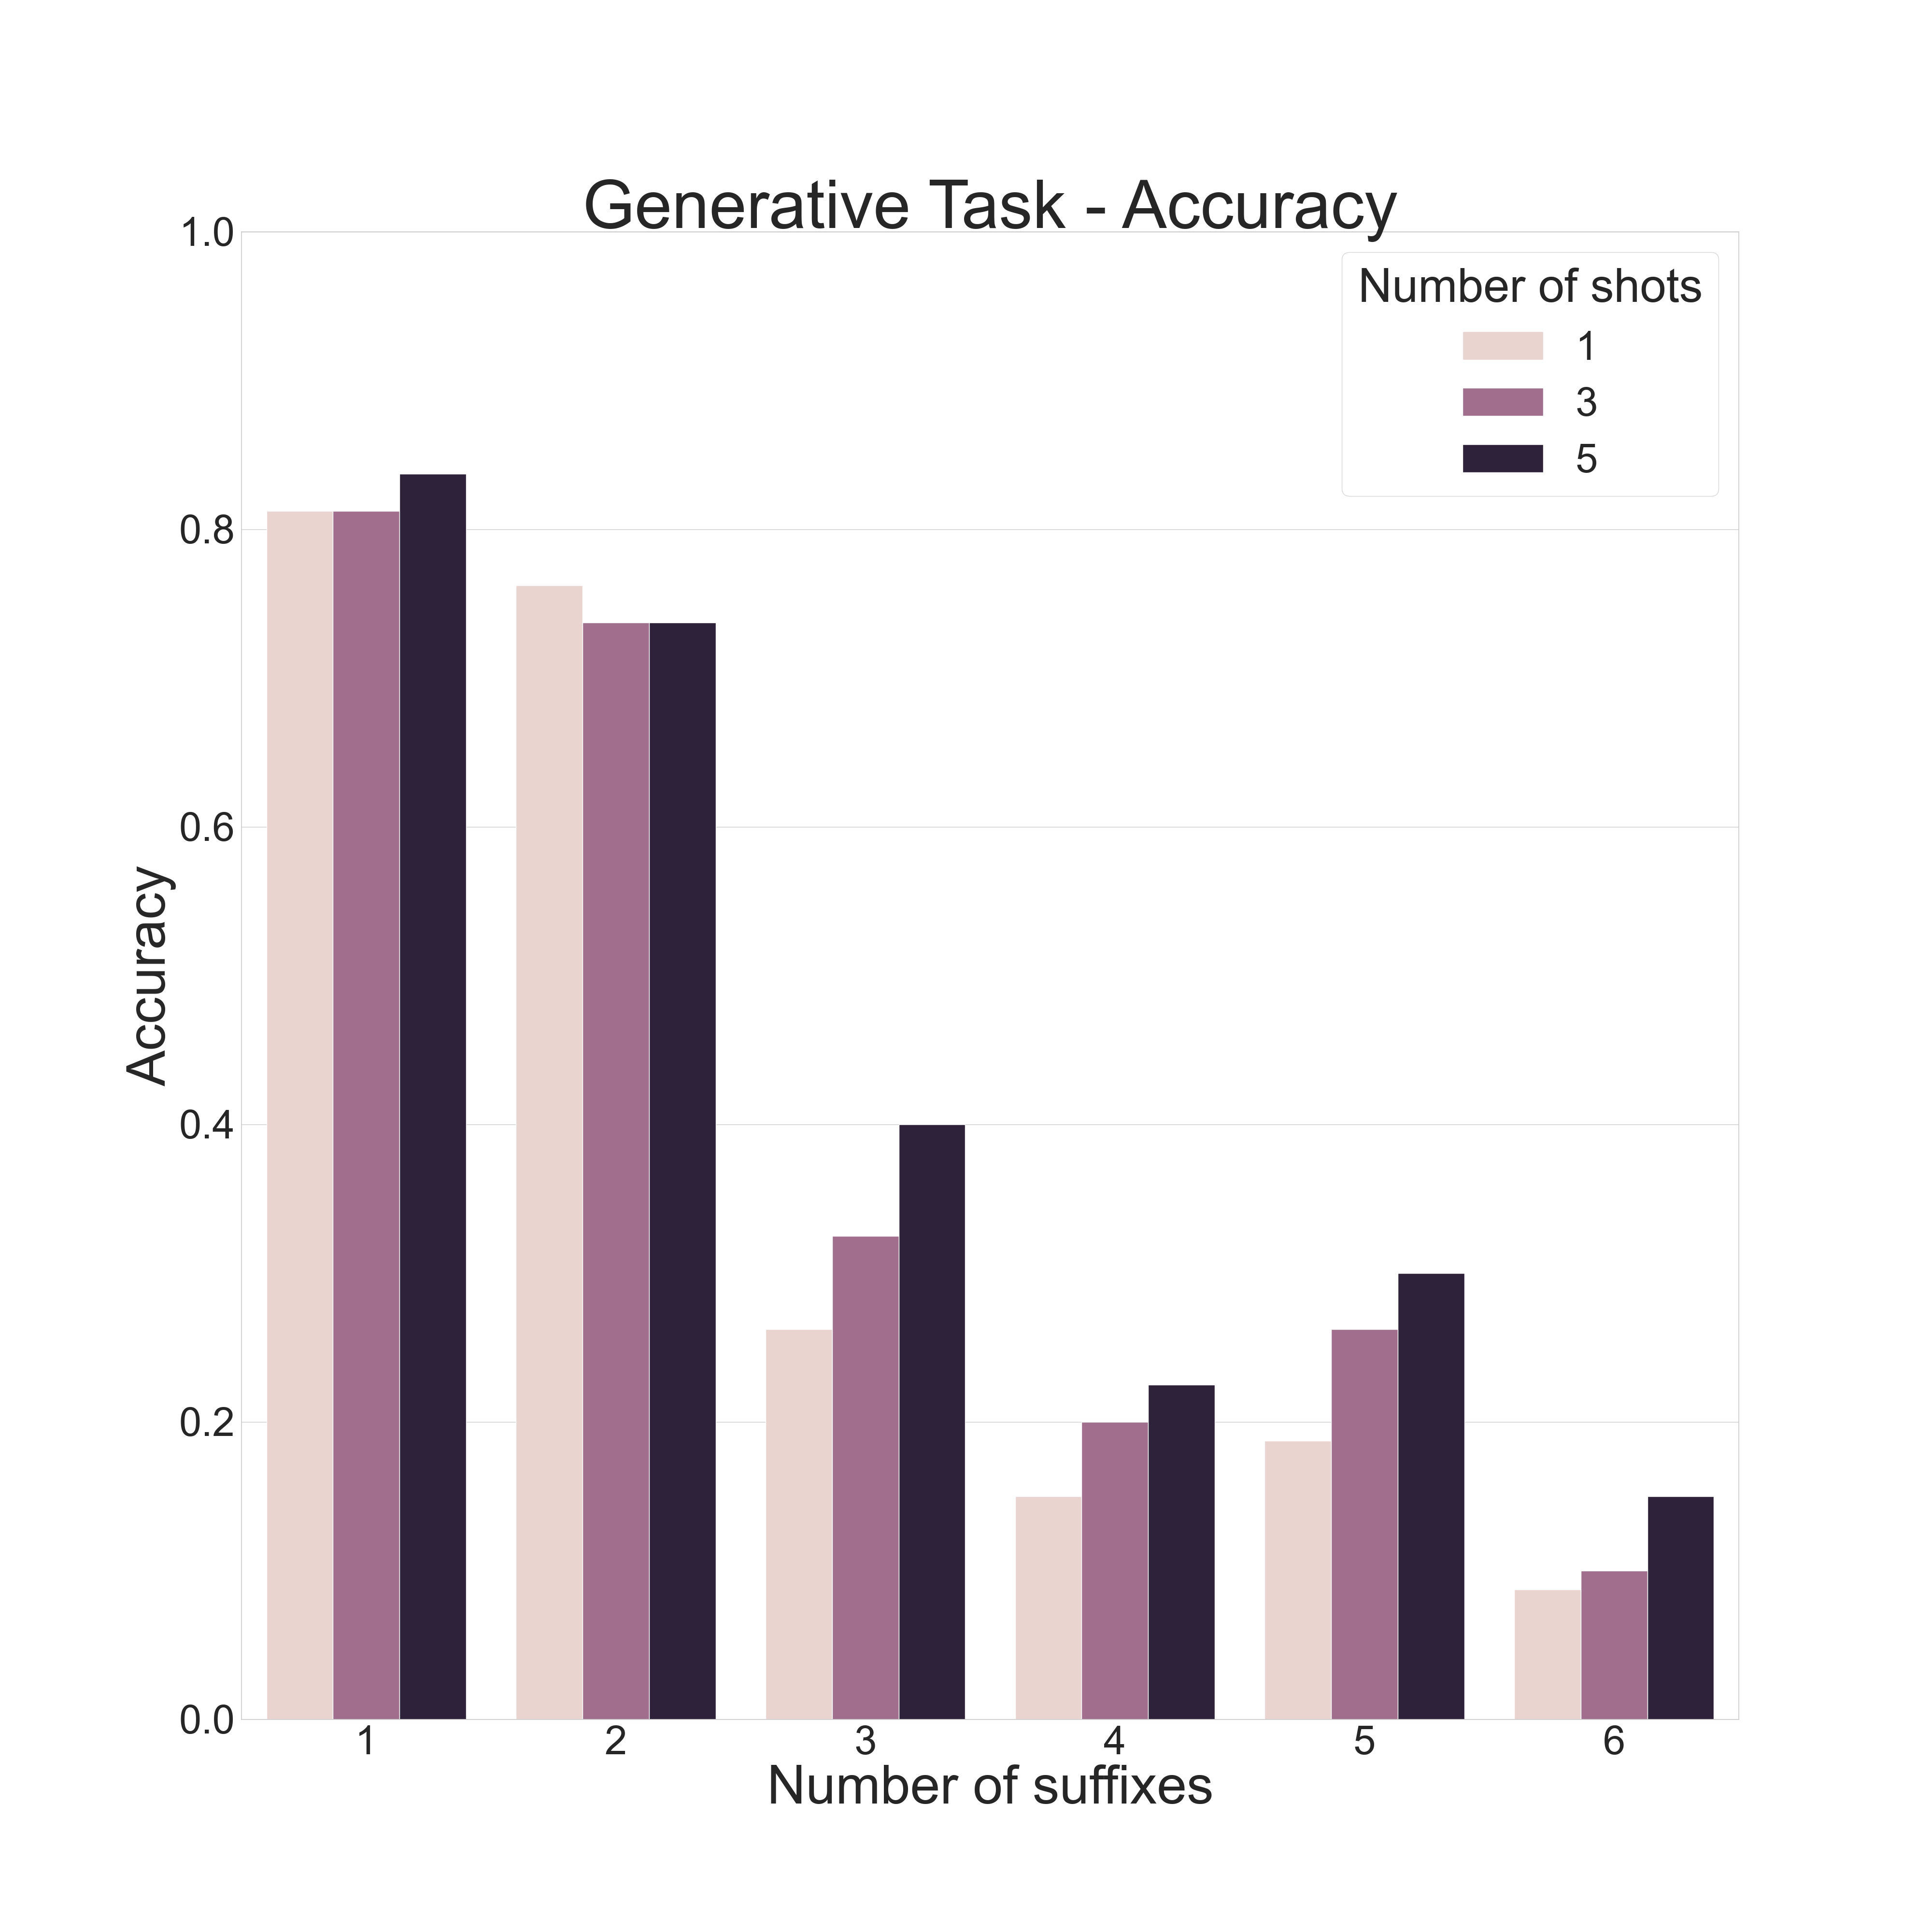 Generative Task - Accuracy
Number of shots
1
3
5
1.0
0.8
0.6
0.4
0.2
0.0
Accuracy
1 2 3 4 5 6
Number of suffixes